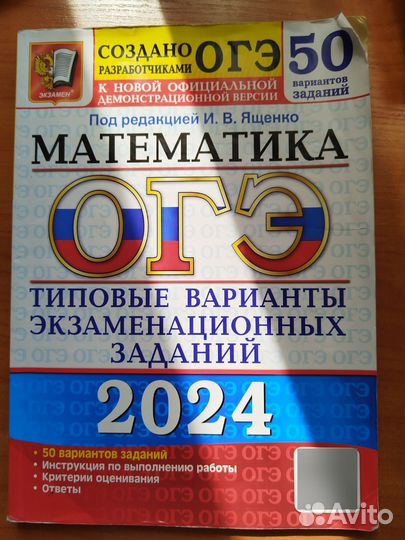 ЭКЗАМЕН®
СОЗДАНО
РАЗРАБОТЧИКАМИ
ОГЭ
50
вариантов
заданий
К НОВОЙ ОФИЦИАЛЬНОЙ
ДЕМОНСТРАЦИОННОЙ ВЕРСИИ
Под редакцией И. В. Ященко
МАТЕМАТИКА
ОГЭ
ТИПОВЫЕ ВАРИАНТЫ
ЭКЗАМЕНАЦИОННЫХ
ЗАДАНИЙ
2024
• 50 вариантов заданий
• Инструкция по выполнению работы
• Критерии оценивания
• Ответы
Avito